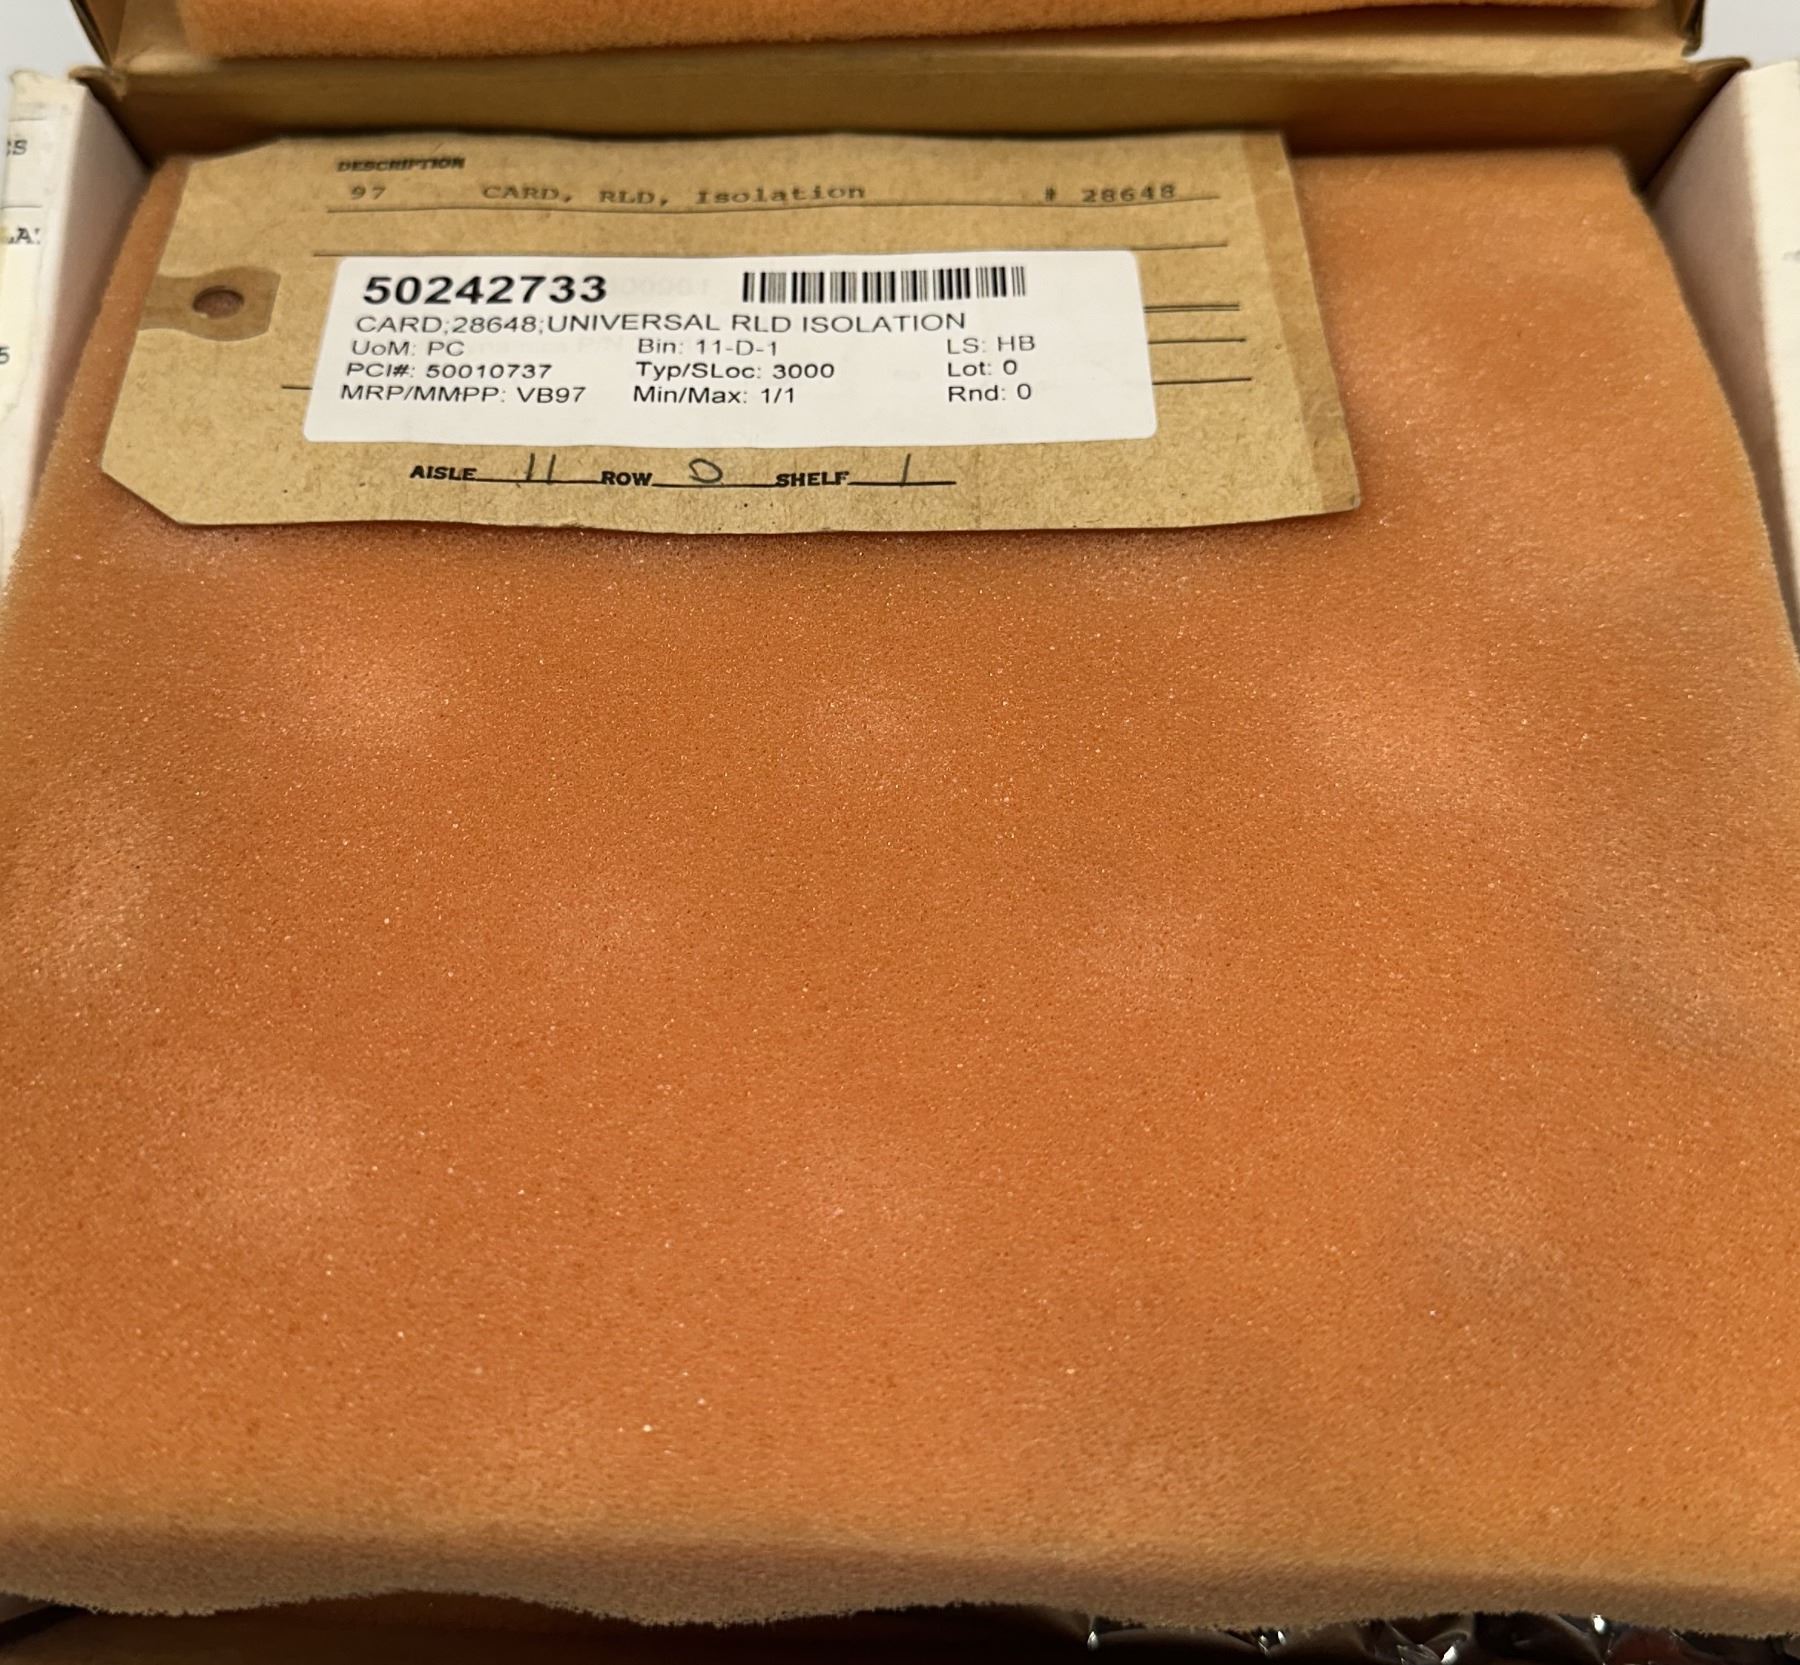 DESCRIPTION
97 CARD, RLD, Isolation # 28648
50242733
CARD;28648;UNIVERSAL RLD ISOLATION
UoM: PC Bin: 11-D-1 LS: HB
PCI#: 50010737 Typ/SLoc: 3000 Lot: 0
MRP/MMPP: VB97 Min/Max: 1/1 Rnd: 0
AISLE 11 ROW D SHELF 1